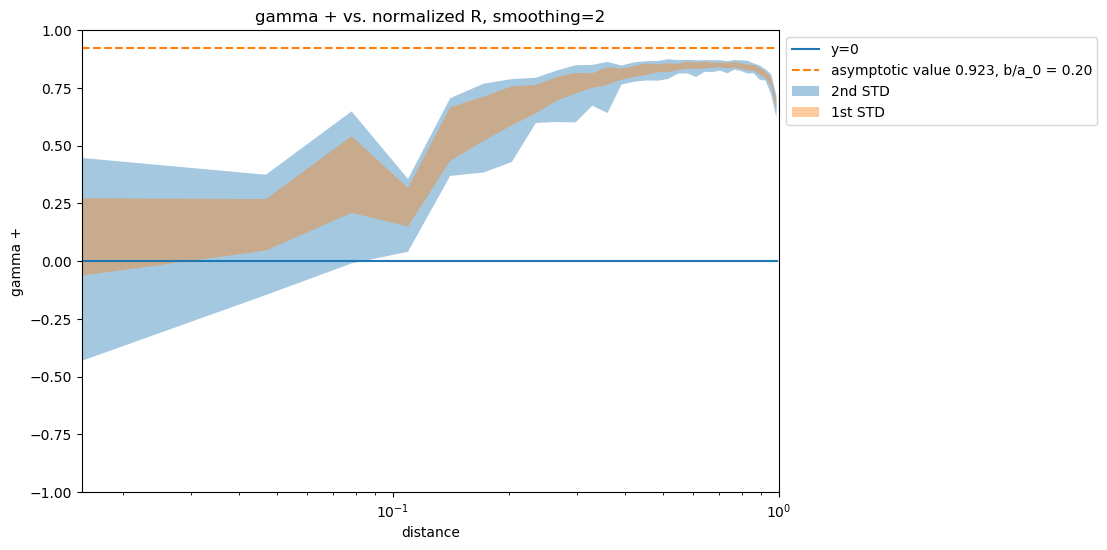 gamma + vs. normalized R, smoothing=2
1.00
0.75
0.50
0.25
0.00
−0.25
−0.50
−0.75
−1.00
gamma +
10⁻¹
10⁰
distance
y=0
asymptotic value 0.923, b/a_0 = 0.20
2nd STD
1st STD